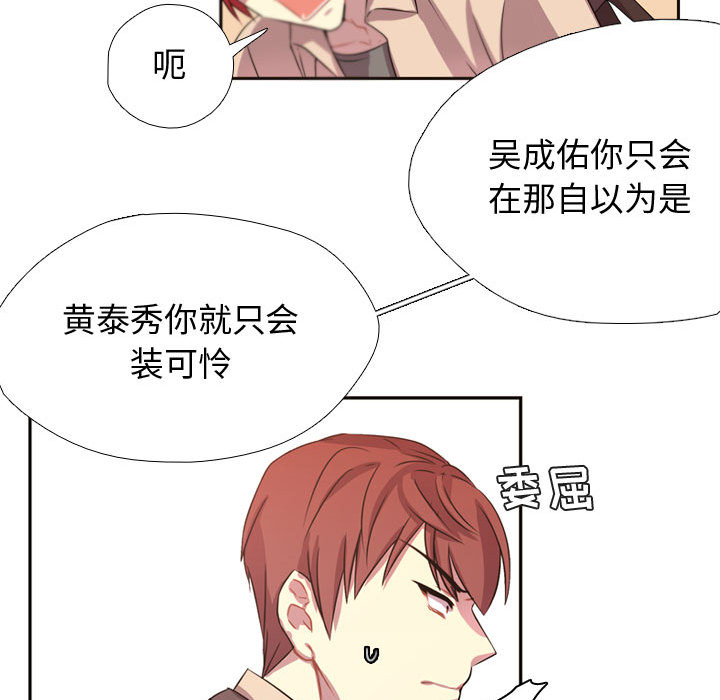 呃
吴成佑你只会
在那自以为是
黄泰秀你就只会
装可怜
委屈